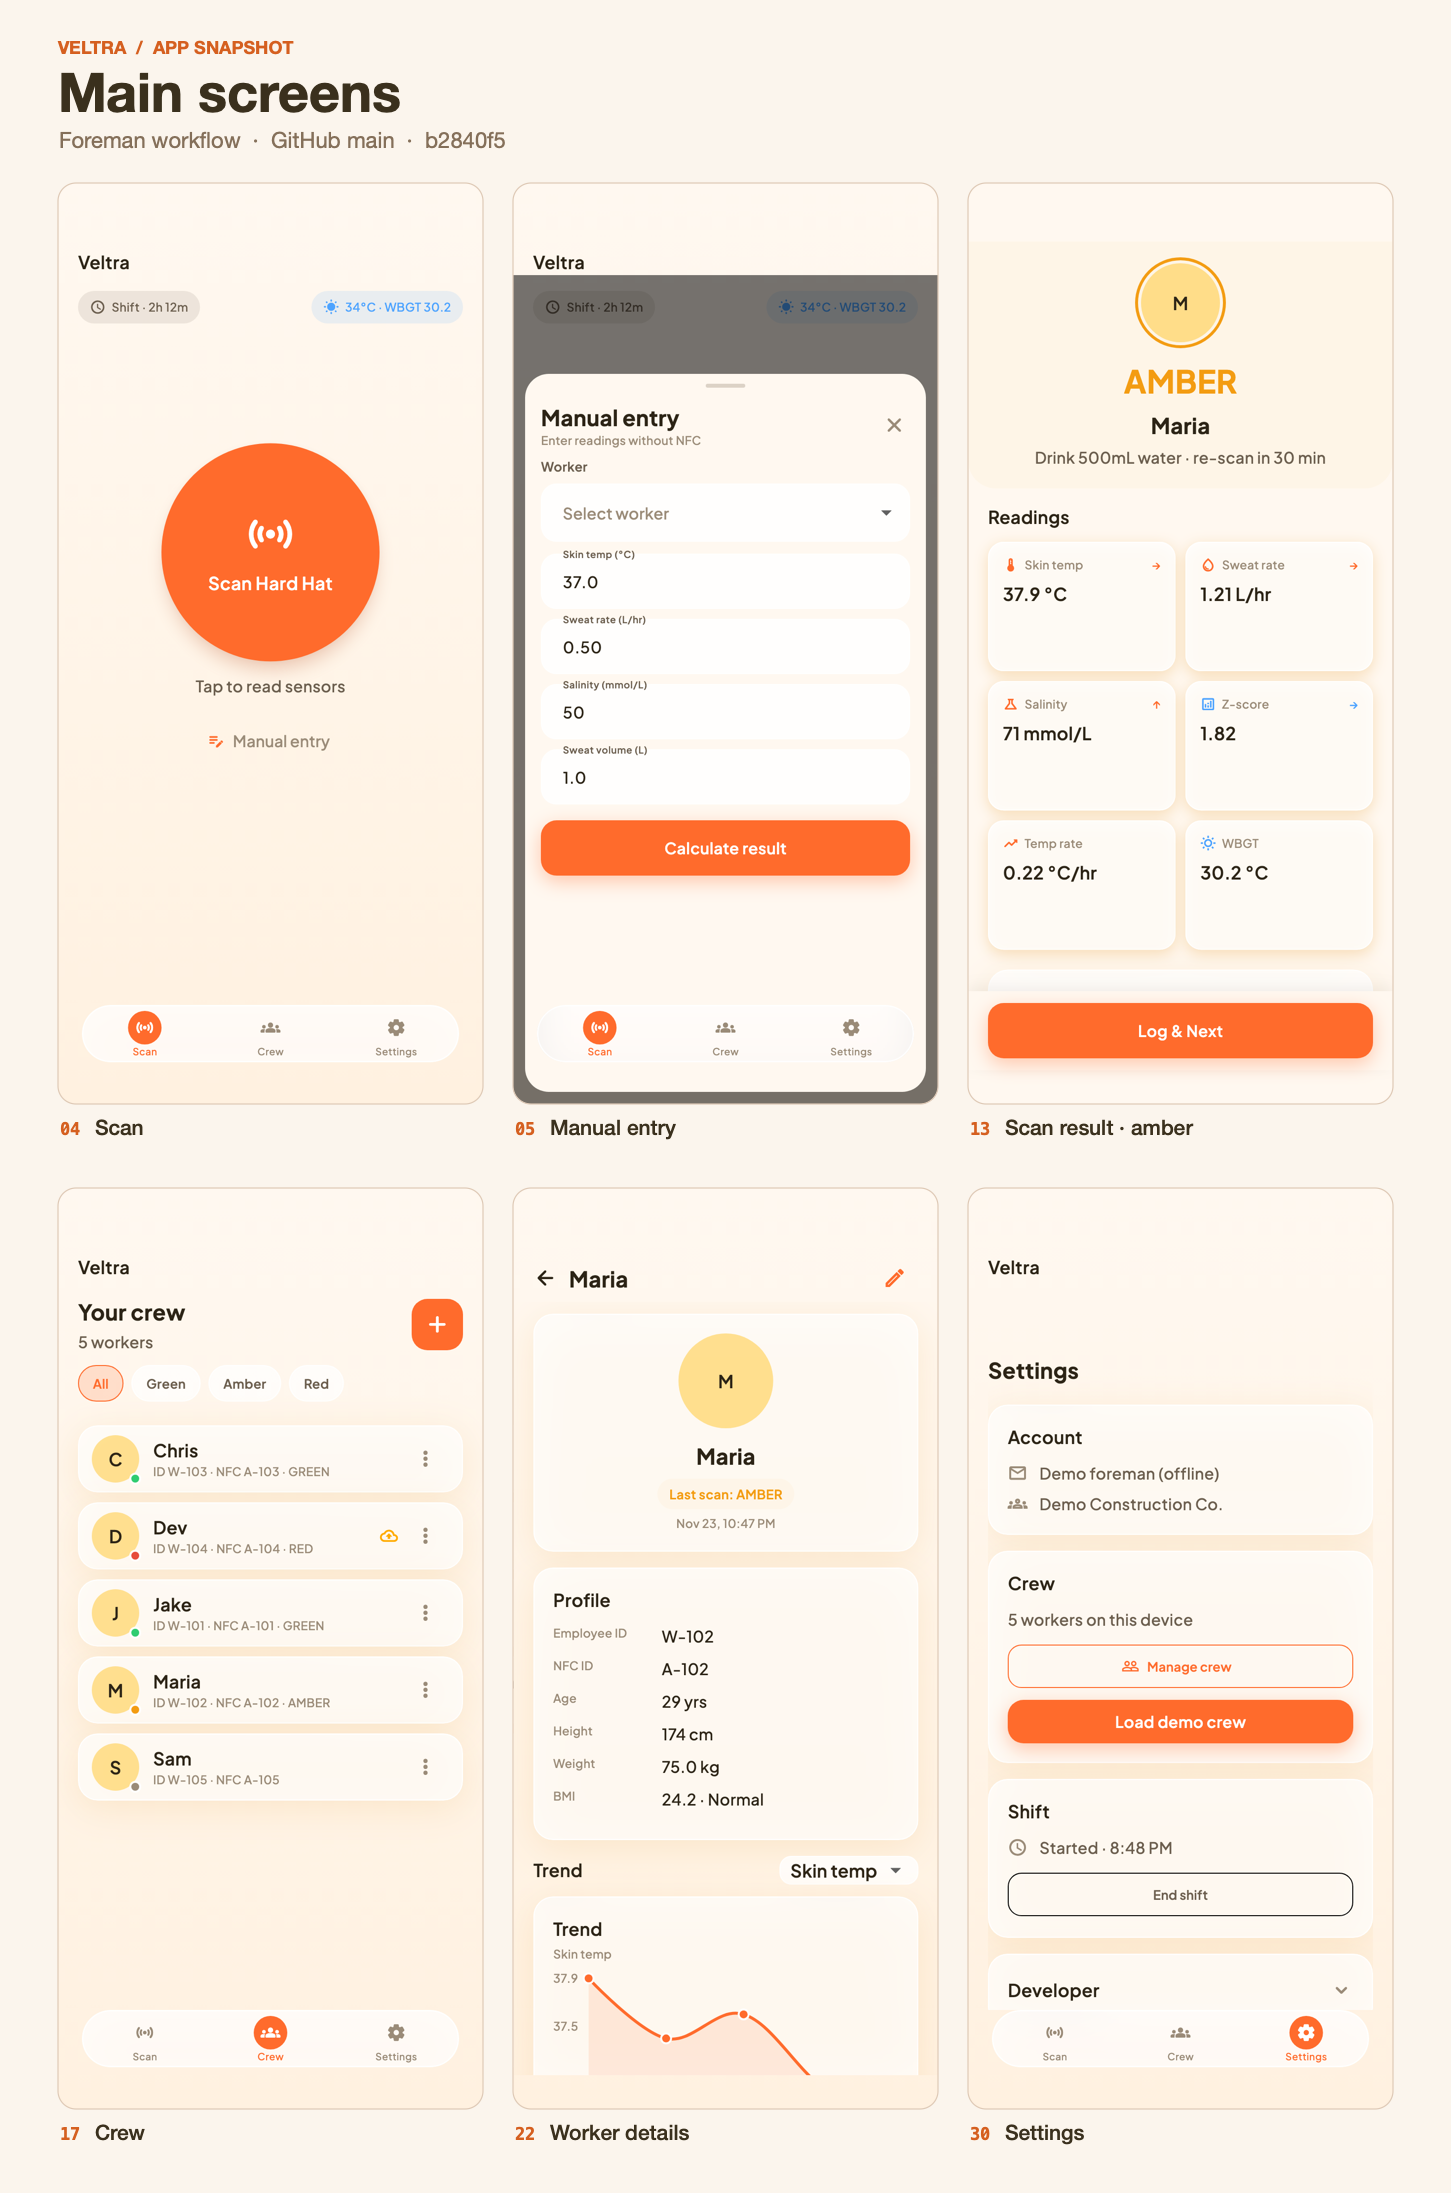 VELTRA / APP SNAPSHOT
Main screens
Foreman workflow · GitHub main · b2840f5
Veltra
Shift · 2h 12m
34°C · WBGT 30.2
Scan Hard Hat
Tap to read sensors
Manual entry
Scan
Crew
Settings
04 Scan
Veltra
Shift · 2h 12m
34°C · WBGT 30.2
Manual entry
Enter readings without NFC
Worker
Select worker
Skin temp (°C)
37.0
Sweat rate (L/hr)
0.50
Salinity (mmol/L)
50
Sweat volume (L)
1.0
Calculate result
Scan
Crew
Settings
05 Manual entry
M
AMBER
Maria
Drink 500mL water · re-scan in 30 min
Readings
Skin temp
37.9 °C
Sweat rate
1.21 L/hr
Salinity
71 mmol/L
Z-score
1.82
Temp rate
0.22 °C/hr
WBGT
30.2 °C
Log & Next
13 Scan result · amber
Veltra
Your crew
5 workers
All
Green
Amber
Red
C
Chris
ID W-103 · NFC A-103 · GREEN
D
Dev
ID W-104 · NFC A-104 · RED
J
Jake
ID W-101 · NFC A-101 · GREEN
M
Maria
ID W-102 · NFC A-102 · AMBER
S
Sam
ID W-105 · NFC A-105
Scan
Crew
Settings
17 Crew
Maria
M
Maria
Last scan: AMBER
Nov 23, 10:47 PM
Profile
Employee ID W-102
NFC ID A-102
Age 29 yrs
Height 174 cm
Weight 75.0 kg
BMI 24.2 · Normal
Trend
Skin temp
Trend
Skin temp
37.9
37.5
22 Worker details
Veltra
Settings
Account
Demo foreman (offline)
Demo Construction Co.
Crew
5 workers on this device
Manage crew
Load demo crew
Shift
Started · 8:48 PM
End shift
Developer
Scan
Crew
Settings
30 Settings